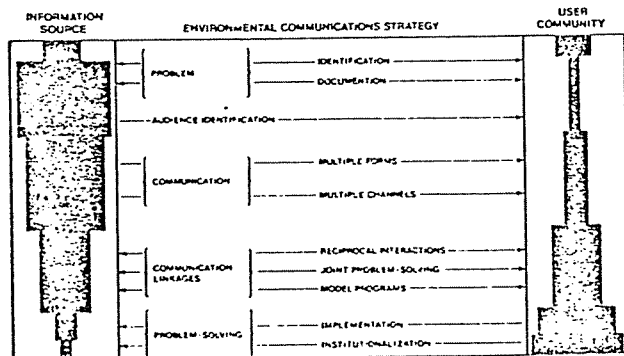 INFORMATION
SOURCE
ENVIRONMENTAL COMMUNICATIONS STRATEGY
USER
COMMUNITY
PROBLEM
IDENTIFICATION
DOCUMENTION
AUDIENCE IDENTIFICATION
COMMUNICATION
MULTIPLE FORMS
MULTIPLE CHANNELS
COMMUNICATION
LINKAGES
RECIPROCAL INTERACTIONS
JOINT PROBLEM-SOLVING
MODEL PROGRAMS
PROBLEM-SOLVING
IMPLEMENTATION
INSTITUTIONALIZATION